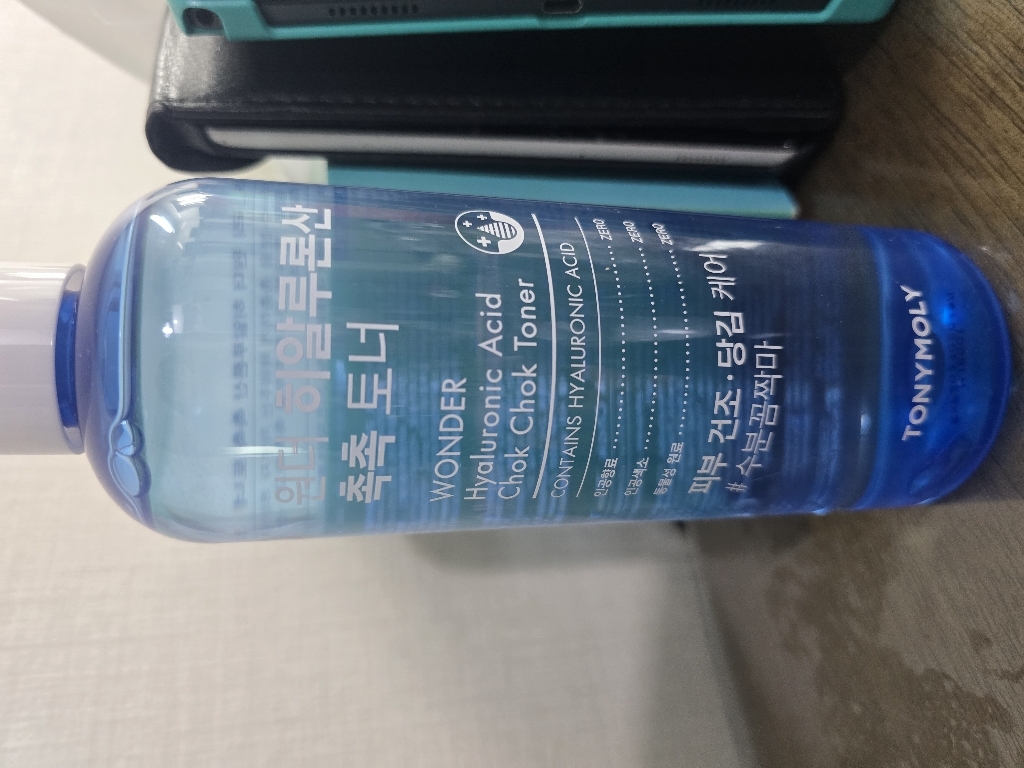 원더 히알루론산
촉촉 토너
WONDER
Hyaluronic Acid
Chok Chok Toner
CONTAINS HYALURONIC ACID
인공향료 ZERO
인공색소 ZERO
동물성 원료 ZERO
피부 건조·당김 케어
#수분꼼짝마
TONYMOLY